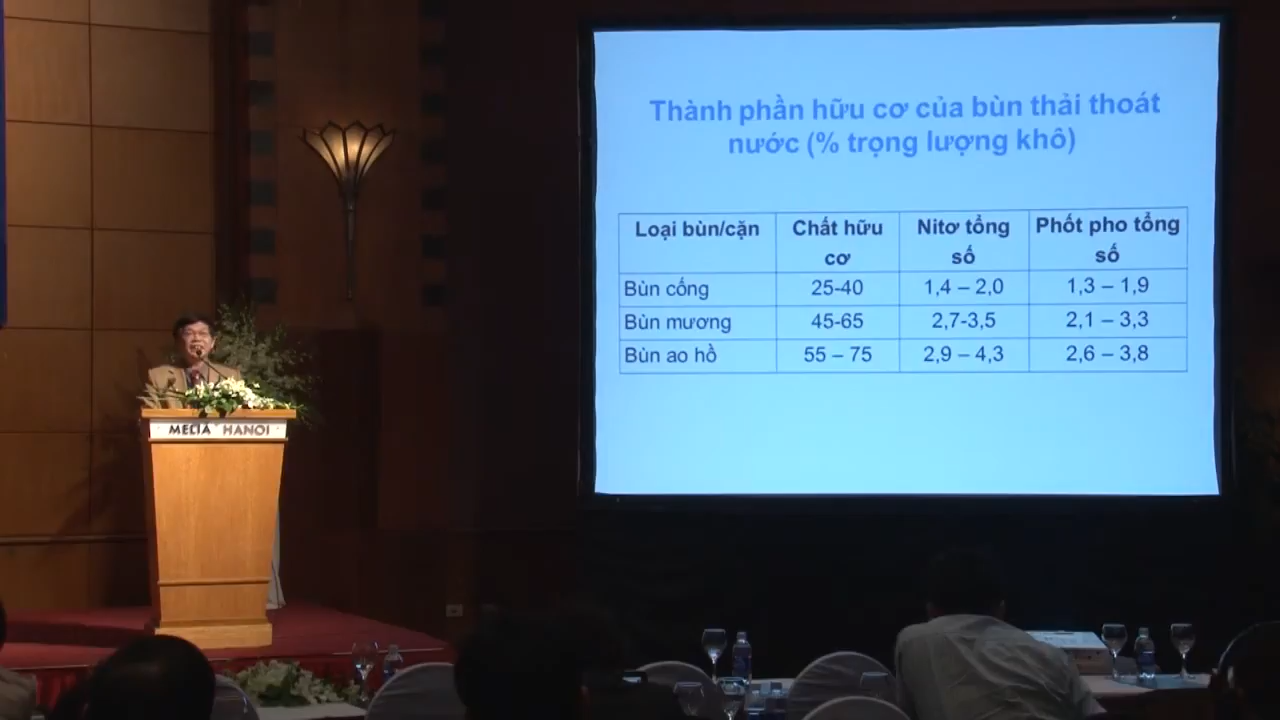 Thành phần hữu cơ của bùn thải thoát
nước (% trọng lượng khô)
Loại bùn/cặn Chất hữu cơ Nitơ tổng số Phốt pho tổng số
Bùn cống 25-40 1,4 – 2,0 1,3 – 1,9
Bùn mương 45-65 2,7-3,5 2,1 – 3,3
Bùn ao hồ 55 – 75 2,9 – 4,3 2,6 – 3,8
MELIÃ HANOI